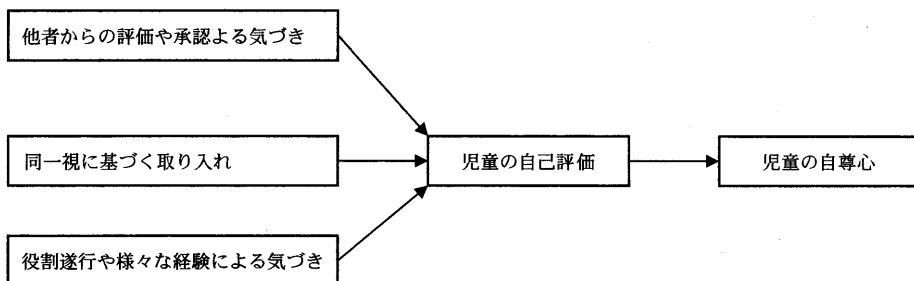 他者からの評価や承認よる気づき
同一視に基づく取り入れ
児童の自己評価
児童の自尊心
役割遂行や様々な経験による気づき